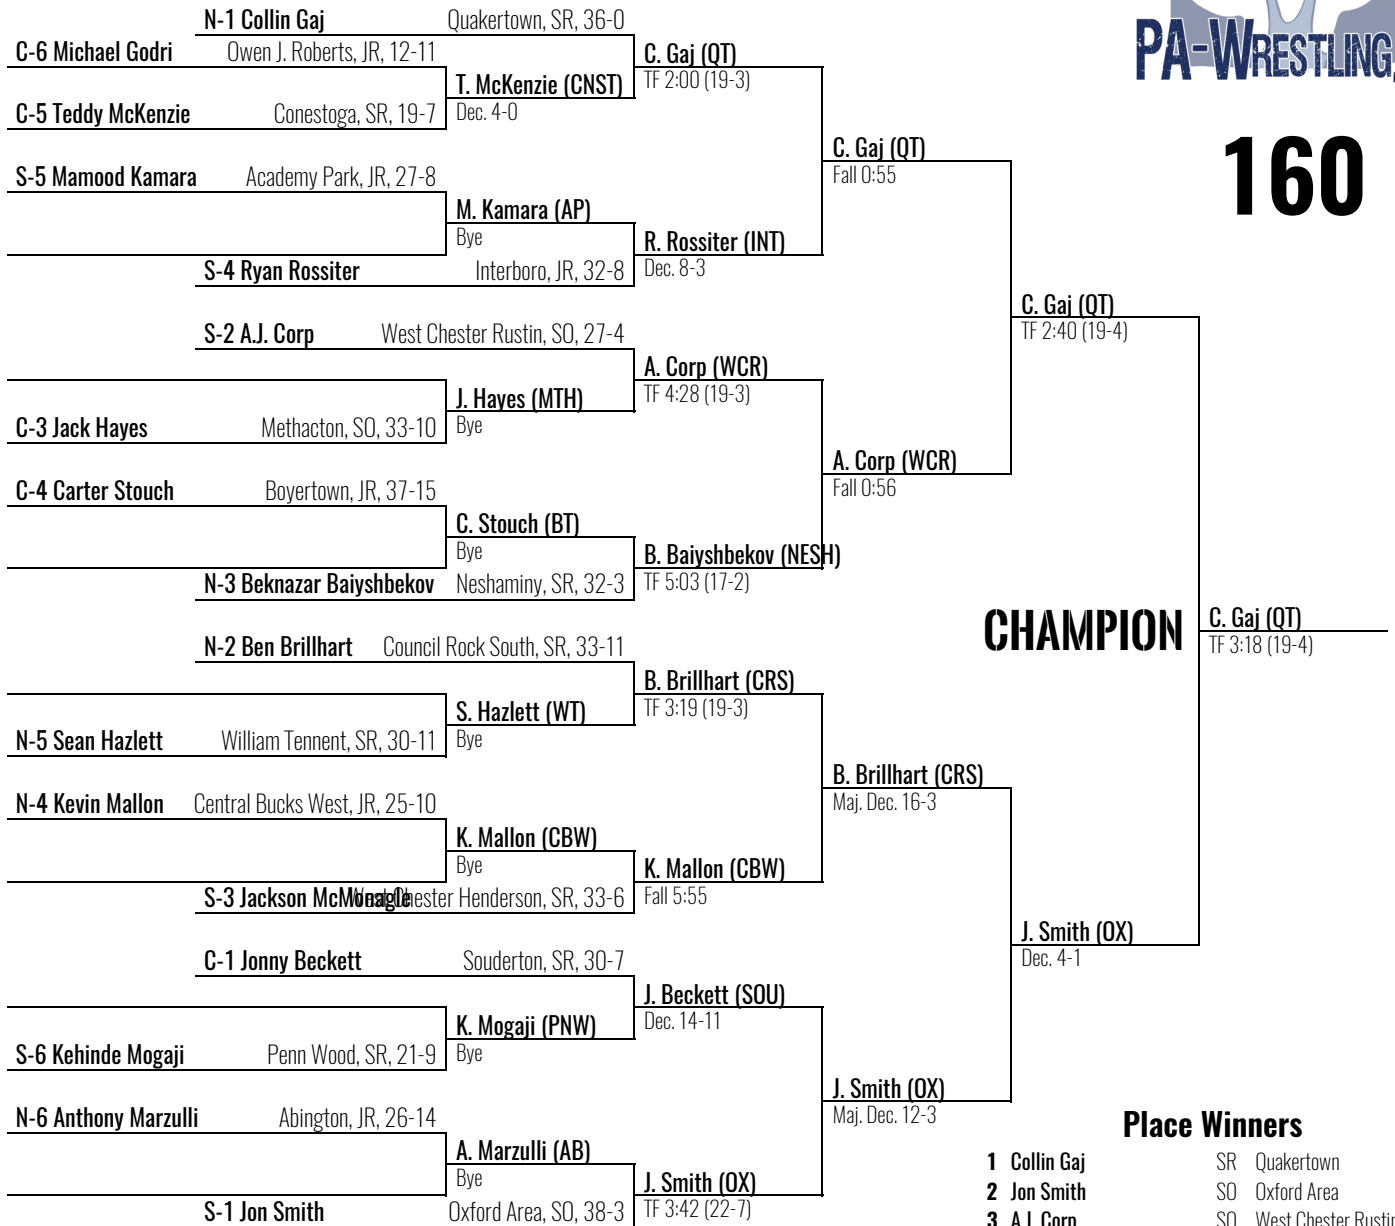 PA-WRESTLING
160
N-1 Collin Gaj Quakertown, SR, 36-0
C-6 Michael Godri Owen J. Roberts, JR, 12-11
C. Gaj (QT)
TF 2:00 (19-3)
T. McKenzie (CNST)
Dec. 4-0
C-5 Teddy McKenzie Conestoga, SR, 19-7
C. Gaj (QT)
Fall 0:55
S-5 Mamood Kamara Academy Park, JR, 27-8
M. Kamara (AP)
Bye
R. Rossiter (INT)
Dec. 8-3
S-4 Ryan Rossiter Interboro, JR, 32-8
C. Gaj (QT)
TF 2:40 (19-4)
S-2 A.J. Corp West Chester Rustin, SO, 27-4
A. Corp (WCR)
TF 4:28 (19-3)
J. Hayes (MTH)
Bye
C-3 Jack Hayes Methacton, SO, 33-10
A. Corp (WCR)
Fall 0:56
C-4 Carter Stouch Boyertown, JR, 37-15
C. Stouch (BT)
Bye
B. Baiyshbekov (NESH)
TF 5:03 (17-2)
N-3 Beknazar Baiyshbekov Neshaminy, SR, 32-3
CHAMPION
C. Gaj (QT)
TF 3:18 (19-4)
N-2 Ben Brillhart Council Rock South, SR, 33-11
B. Brillhart (CRS)
TF 3:19 (19-3)
S. Hazlett (WT)
Bye
N-5 Sean Hazlett William Tennent, SR, 30-11
B. Brillhart (CRS)
Maj. Dec. 16-3
N-4 Kevin Mallon Central Bucks West, JR, 25-10
K. Mallon (CBW)
Bye
K. Mallon (CBW)
Fall 5:55
S-3 Jackson McMonagle West Chester Henderson, SR, 33-6
J. Smith (OX)
Dec. 4-1
C-1 Jonny Beckett Souderton, SR, 30-7
J. Beckett (SOU)
Dec. 14-11
K. Mogaji (PNW)
Bye
S-6 Kehinde Mogaji Penn Wood, SR, 21-9
J. Smith (OX)
Maj. Dec. 12-3
N-6 Anthony Marzulli Abington, JR, 26-14
A. Marzulli (AB)
Bye
J. Smith (OX)
TF 3:42 (22-7)
S-1 Jon Smith Oxford Area, SO, 38-3
Place Winners
1 Collin Gaj SR Quakertown
2 Jon Smith SO Oxford Area
3 A.J. Corp SO West Chester Rustin